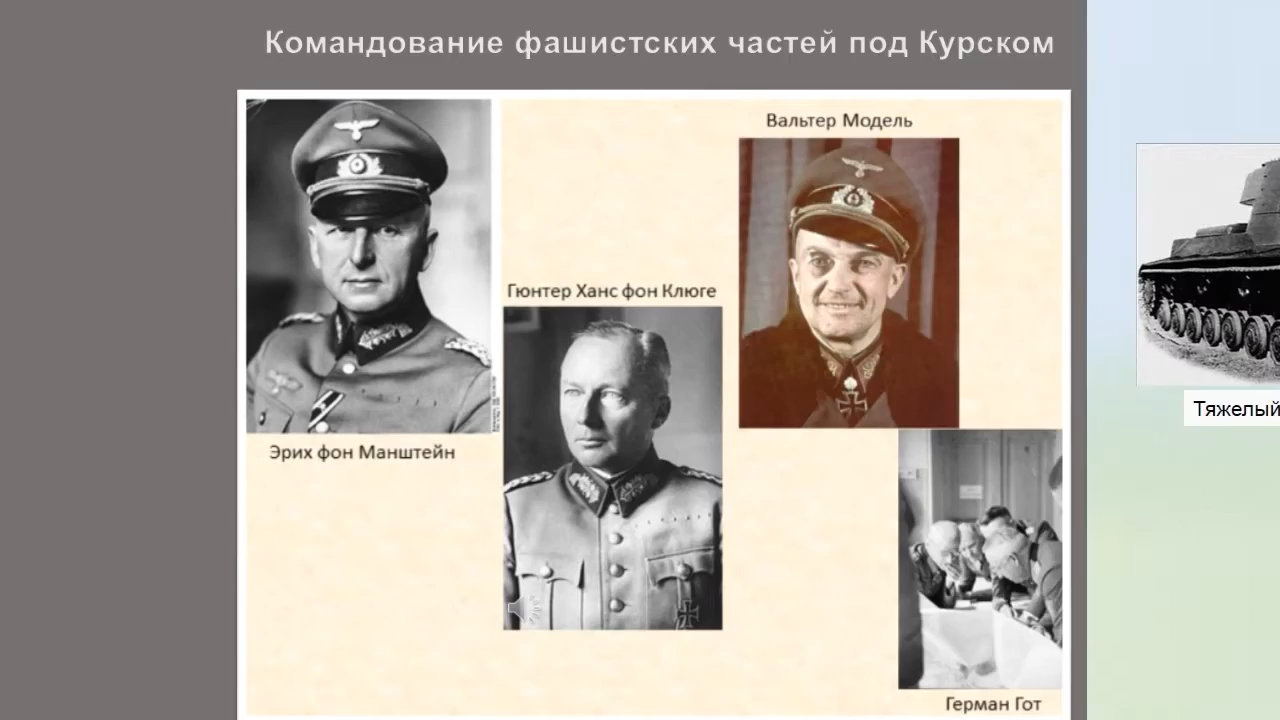 Командование фашистских частей под Курском
Вальтер Модель
Гюнтер Ханс фон Клюге
Тяжелый
Эрих фон Манштейн
Герман Гот